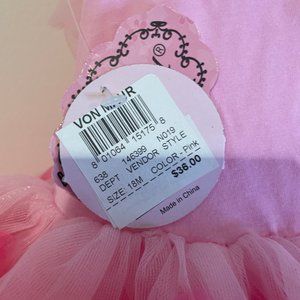 VON MAUR
8 01064 15175 8
638 146399 N019
DEPT VENDOR STYLE
SIZE: 18M COLOR - Pink
$36.00
Made in China
®